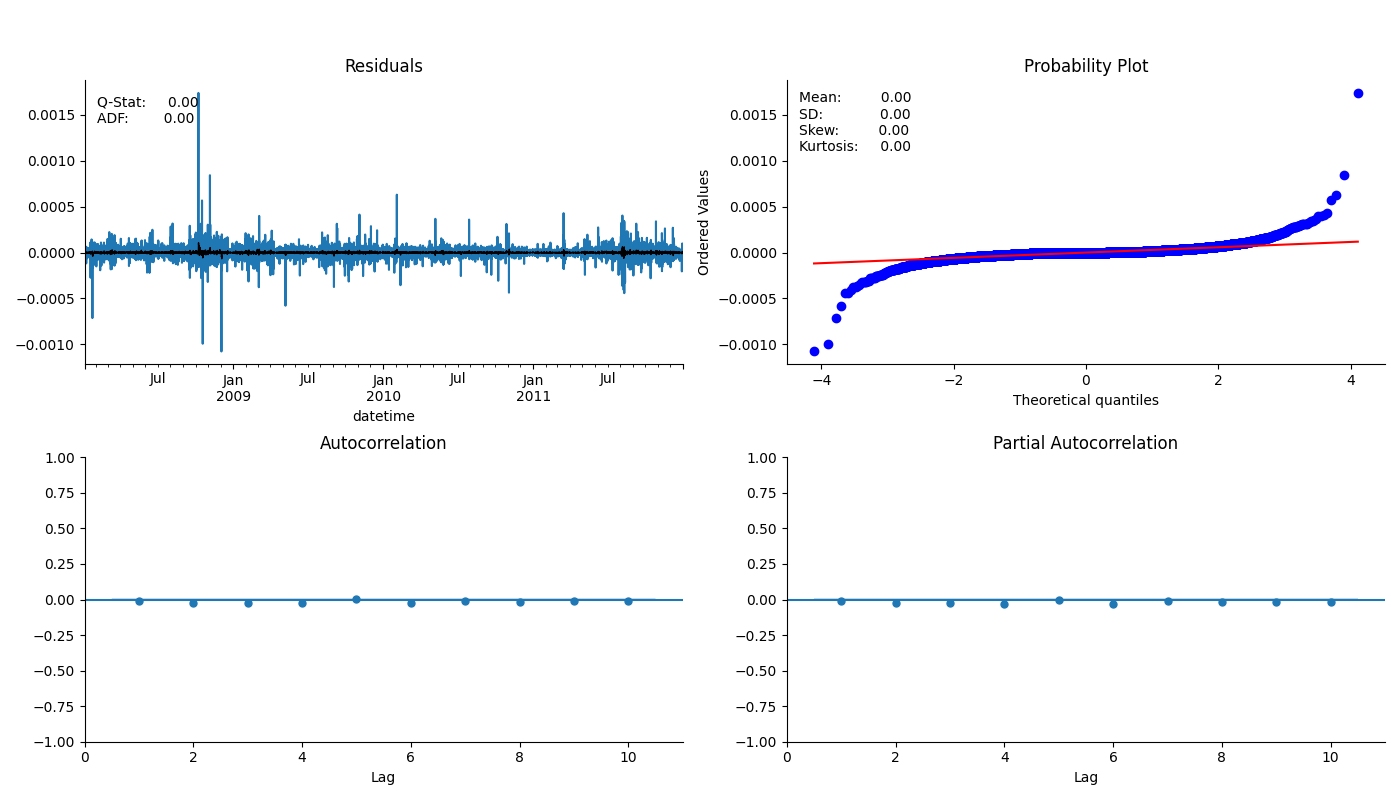 Residuals
Q-Stat: 0.00
ADF: 0.00
0.0015
0.0010
0.0005
0.0000
−0.0005
−0.0010
Jul Jan Jul Jan Jul Jan Jul
2009 2010 2011
datetime
Probability Plot
Mean: 0.00
SD: 0.00
Skew: 0.00
Kurtosis: 0.00
Ordered Values
0.0015
0.0010
0.0005
0.0000
−0.0005
−0.0010
−4 −2 0 2 4
Theoretical quantiles
Autocorrelation
1.00
0.75
0.50
0.25
0.00
−0.25
−0.50
−0.75
−1.00
0 2 4 6 8 10
Lag
Partial Autocorrelation
1.00
0.75
0.50
0.25
0.00
−0.25
−0.50
−0.75
−1.00
0 2 4 6 8 10
Lag